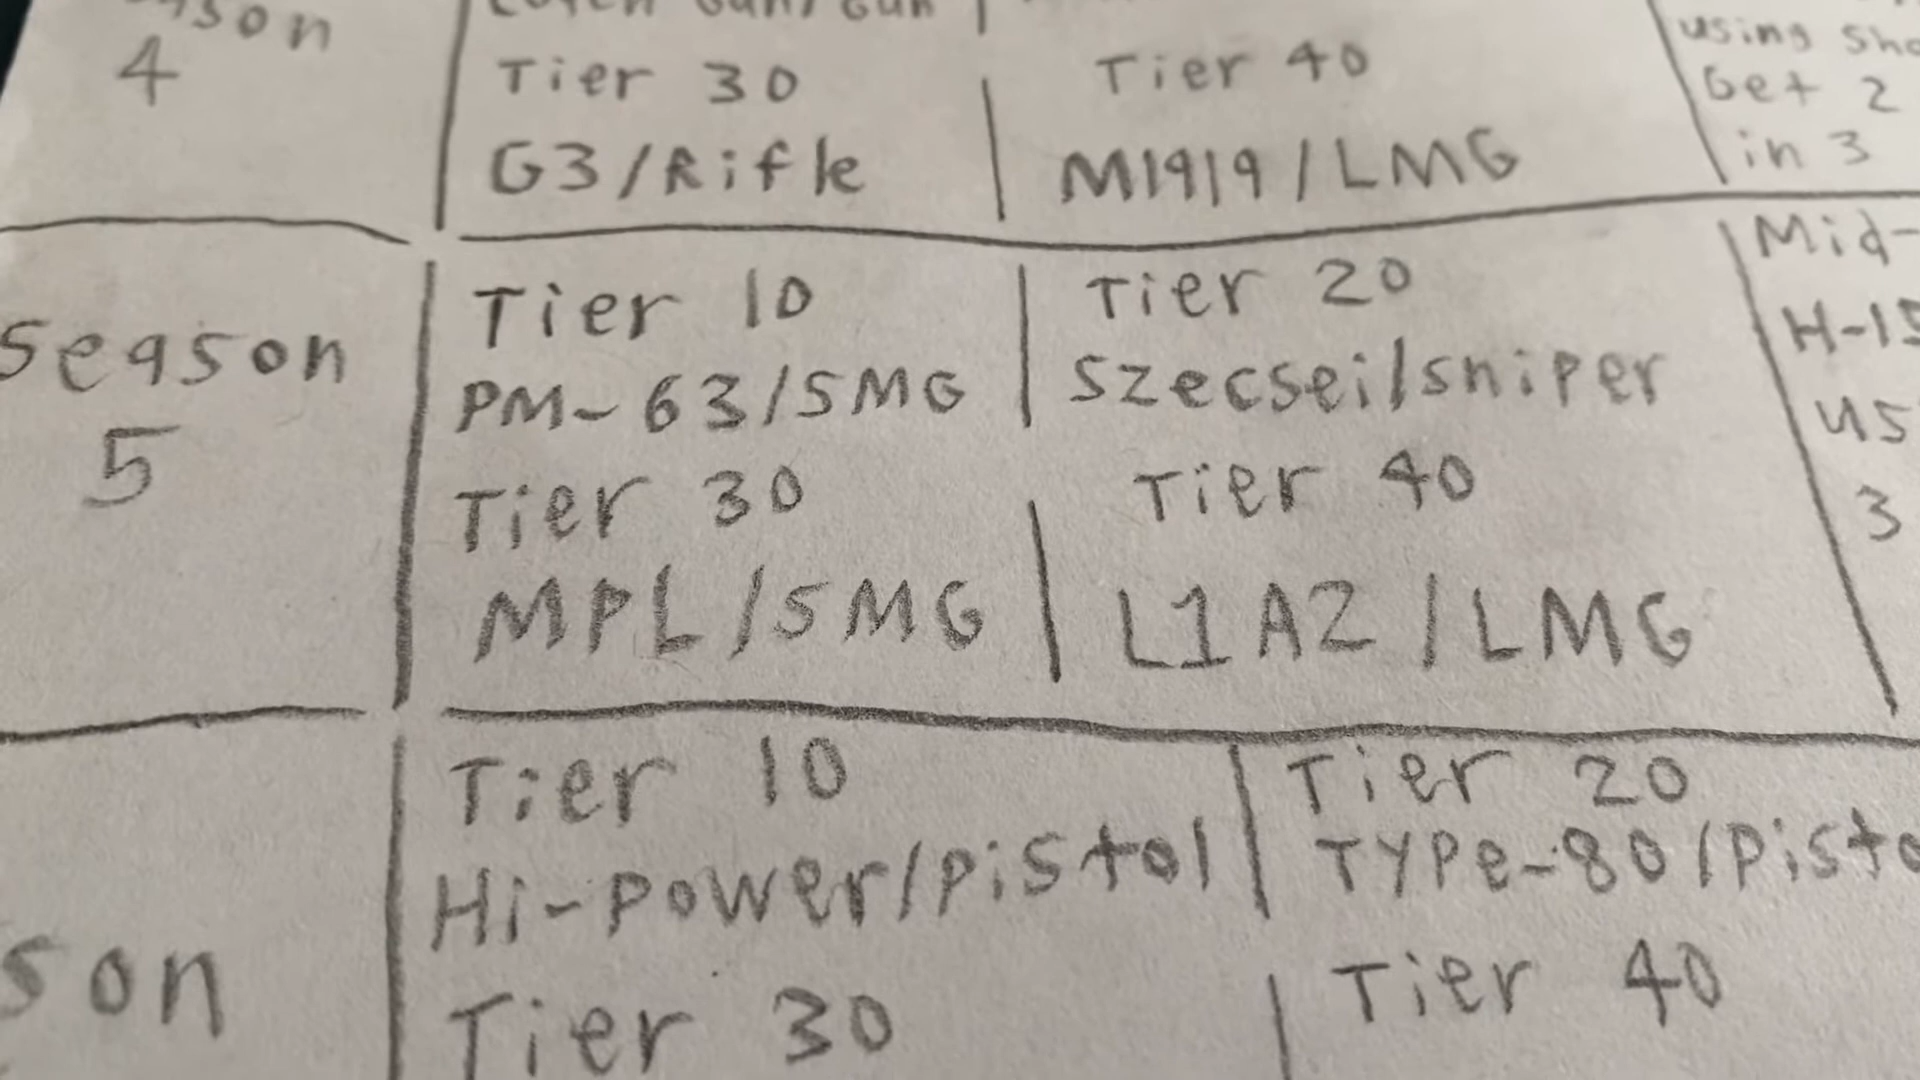 4
Tier 30
Tier 40
G3/Rifle
M1919/LMG
using
Get 2
in 3
Season
5
Tier 10
PM-63/SMG
Tier 20
Szecsei/sniper
Tier 30
MPL/SMG
Tier 40
L1A2/LMG
Mid-
3
Tier 10
Hi-power/pistol
Tier 20
TYPe-80/Pisto
son
Tier 30
Tier 40